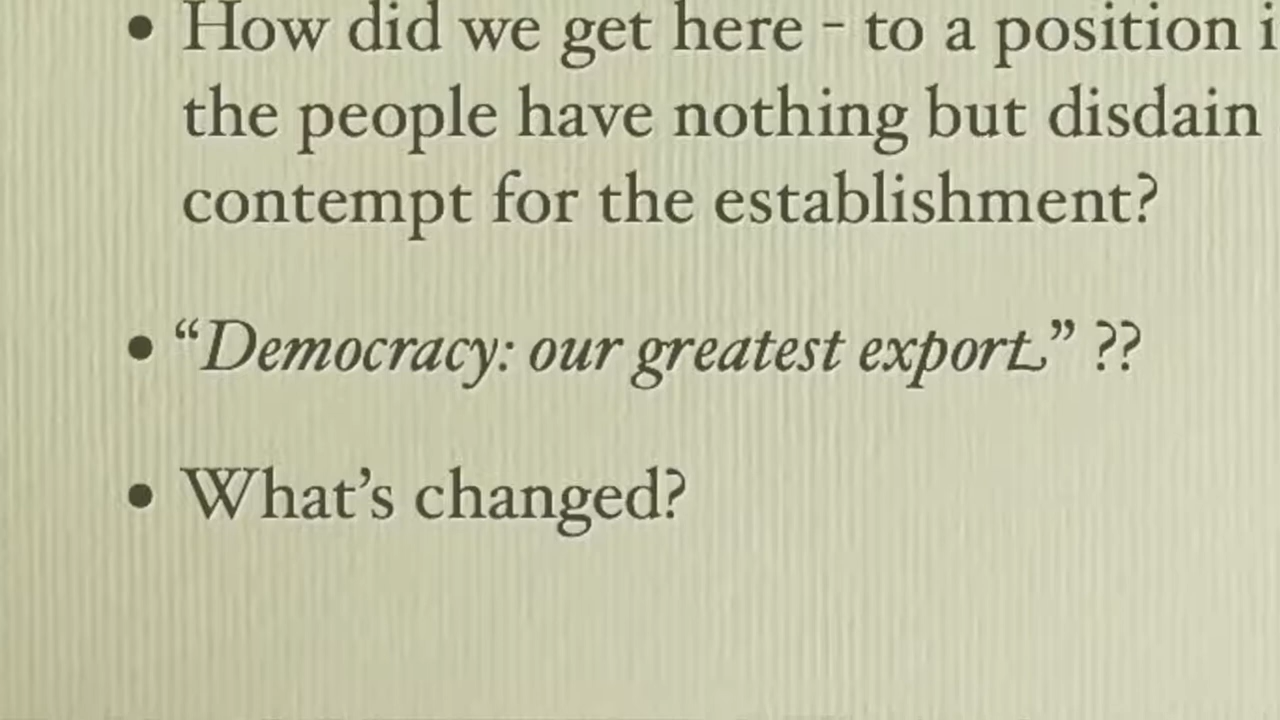 • How did we get here - to a position
the people have nothing but disdain
contempt for the establishment?
• “Democracy: our greatest export” ??
• What’s changed?